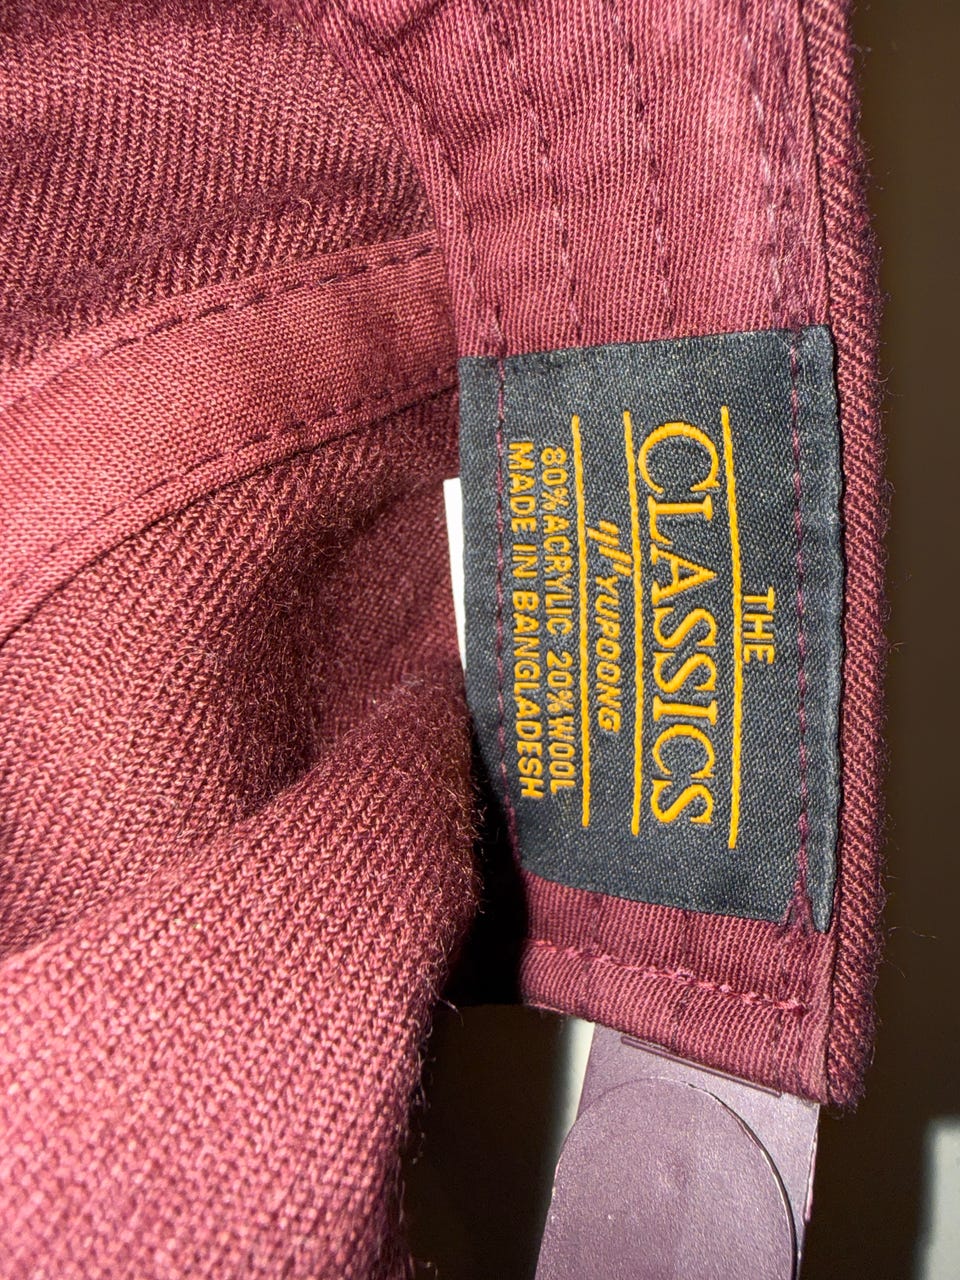 THE
CLASSICS
YUPOONG
80%ACRYLIC 20%WOOL
MADE IN BANGLADESH